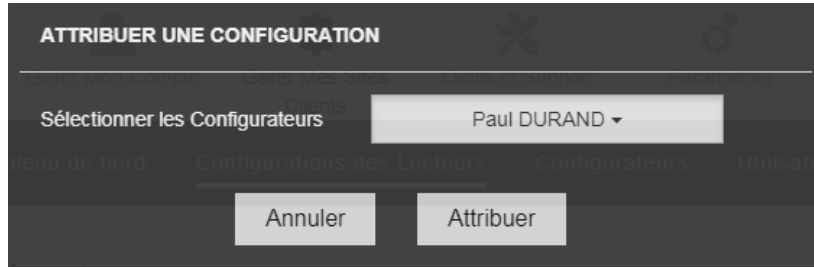 ATTRIBUER UNE CONFIGURATION
Gérer Mon Compte Gérer Mes Sites Clients Outils et Support Paramètres
Sélectionner les Configurateurs Paul DURAND
bleau de bord Configurations des Lecteurs Configurateurs Utilisat
Annuler Attribuer